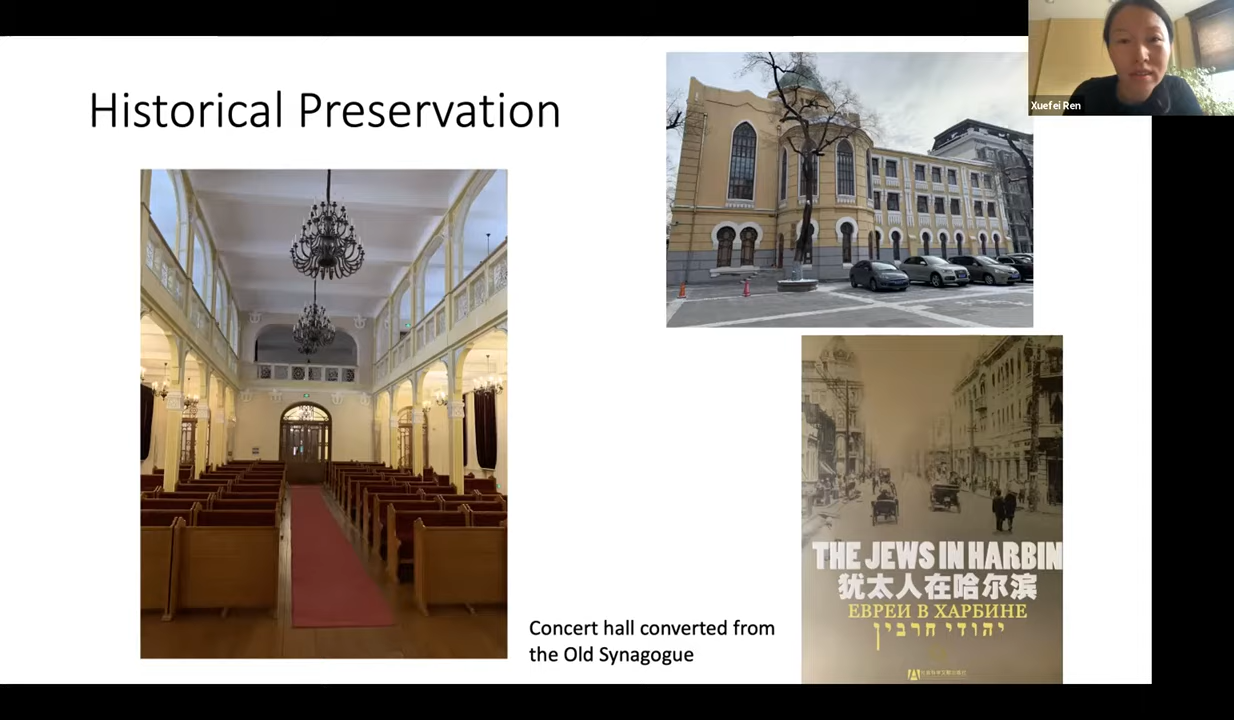 Historical Preservation
Xuefei Ren
THE JEWS IN HARBIN
犹太人在哈尔滨
ЕВРЕИ В ХАРБИНЕ
יהודי חרבין
Concert hall converted from
the Old Synagogue